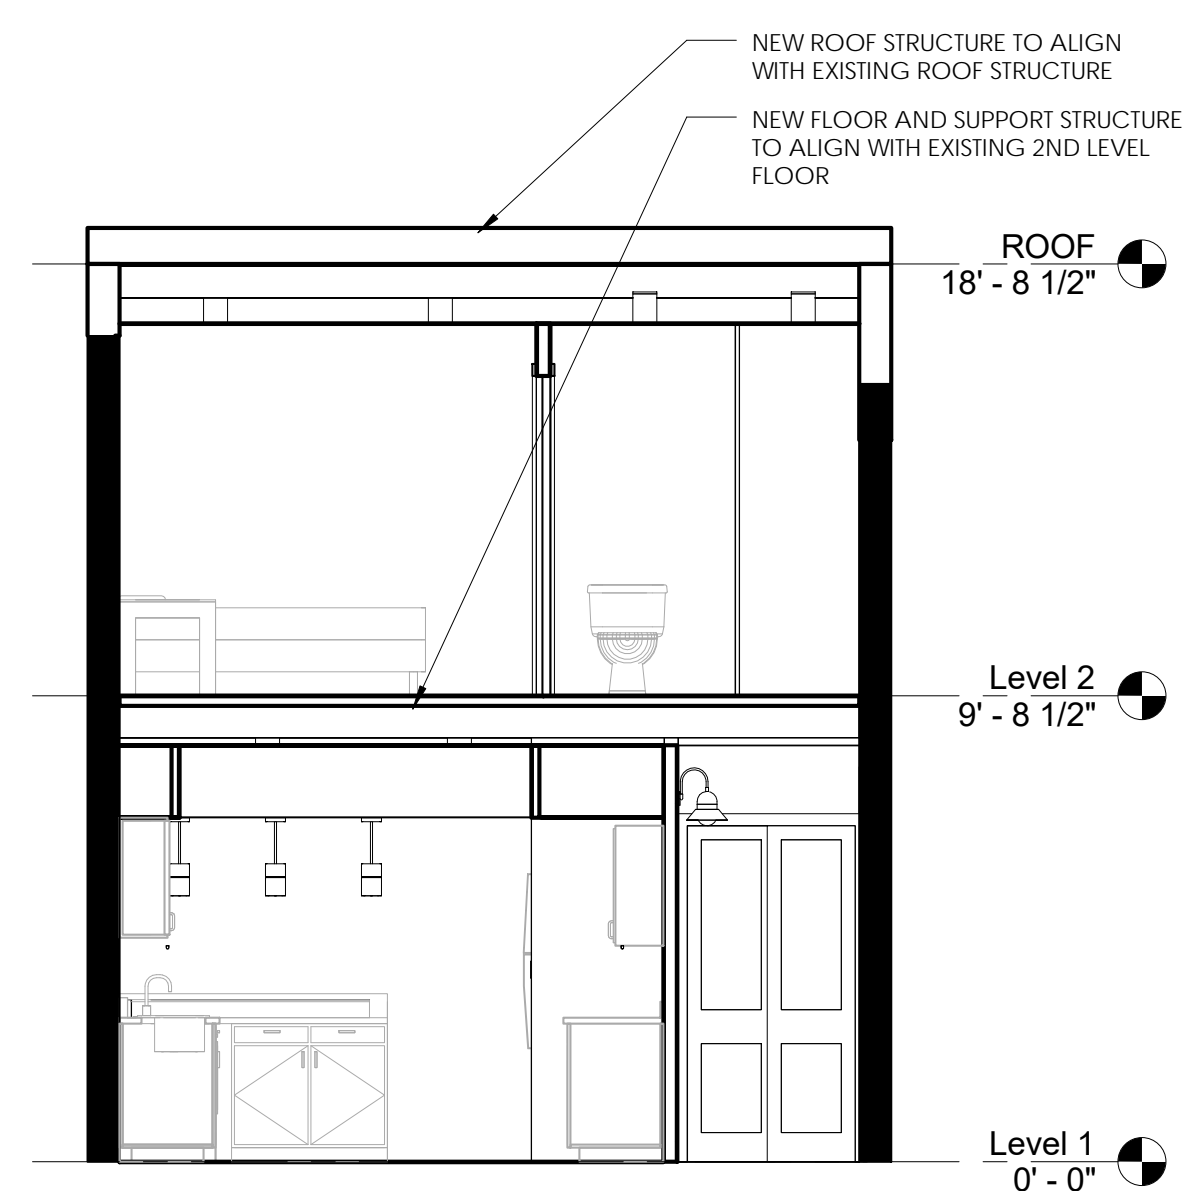 NEW ROOF STRUCTURE TO ALIGN
WITH EXISTING ROOF STRUCTURE
NEW FLOOR AND SUPPORT STRUCTURE
TO ALIGN WITH EXISTING 2ND LEVEL
FLOOR
ROOF
18' - 8 1/2"
Level 2
9' - 8 1/2"
Level 1
0' - 0"